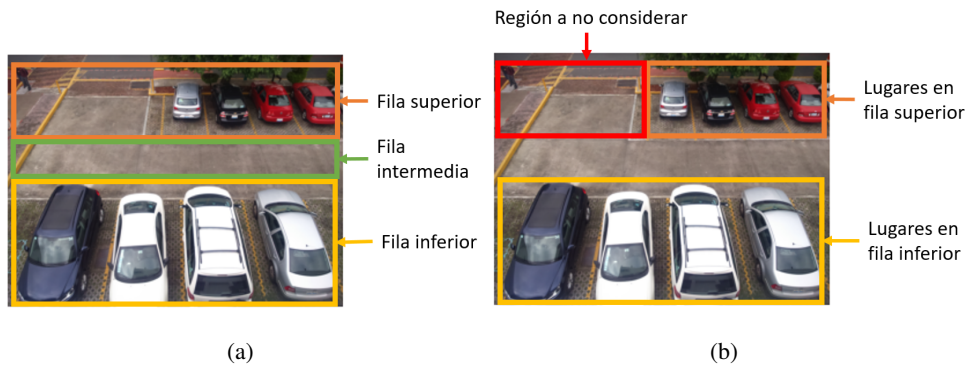 Región a no considerar
Fila superior
Fila
intermedia
Fila inferior
Lugares en
fila superior
Lugares en
fila inferior
(a)
(b)